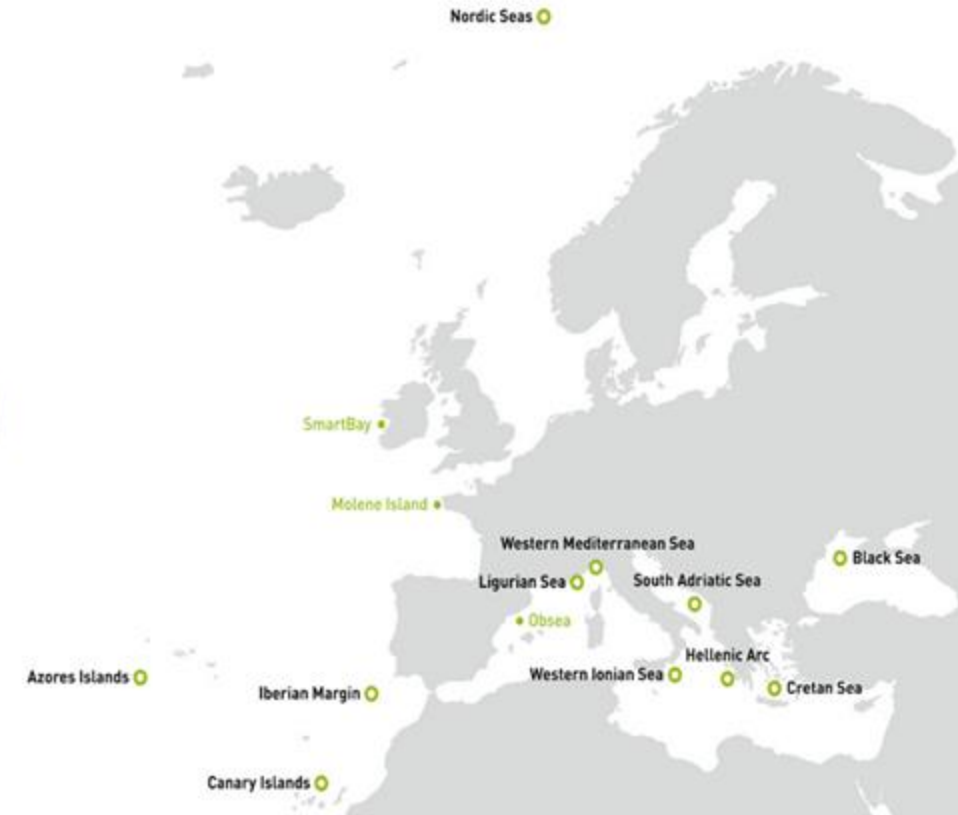 Nordic Seas
SmartBay
Molene Island
Western Mediterranean Sea
Black Sea
Ligurian Sea
South Adriatic Sea
Obsea
Hellenic Arc
Western Ionian Sea
Azores Islands
Cretan Sea
Iberian Margin
Canary Islands